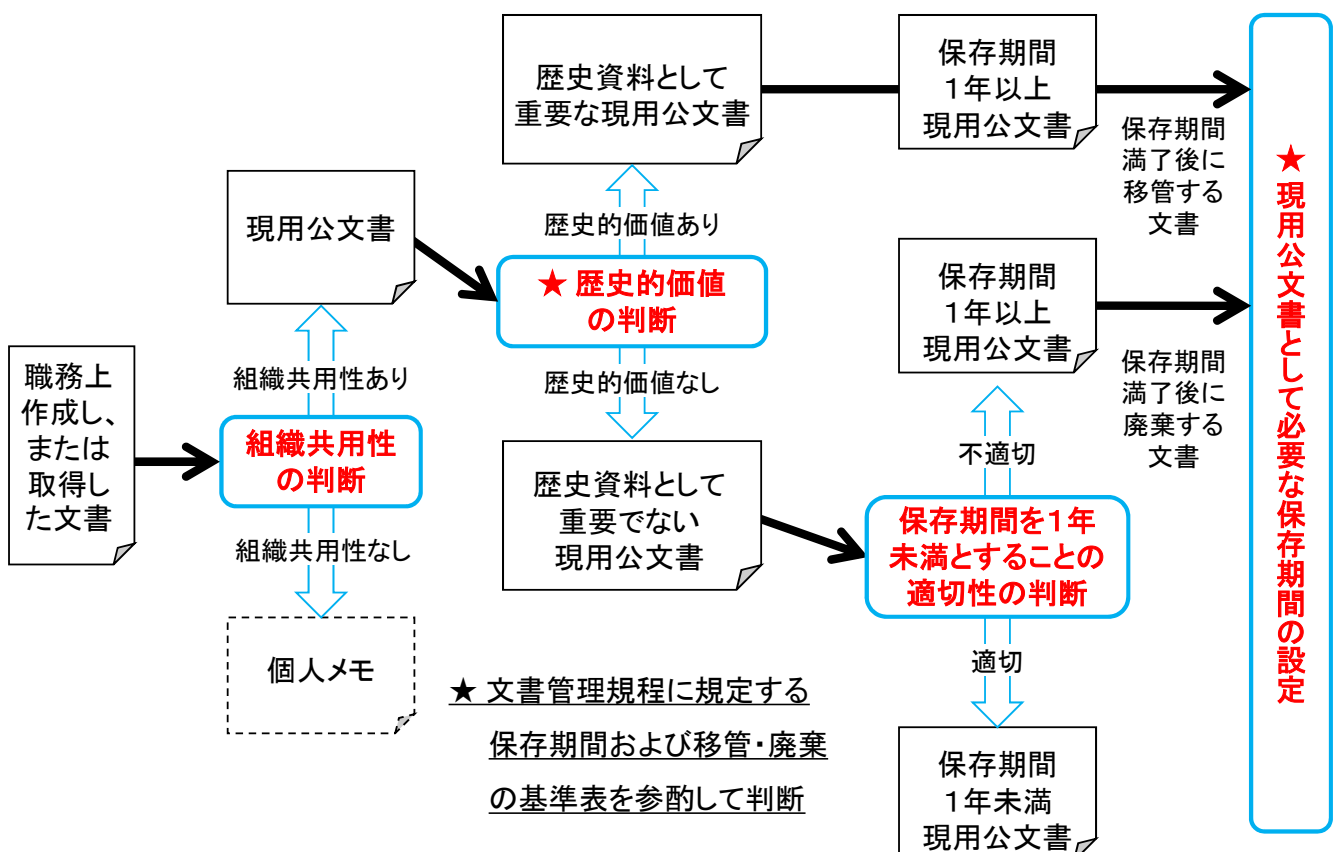 職務上
作成し、
または
取得し
た文書
組織共用性
の判断
組織共用性あり
現用公文書
組織共用性なし
個人メモ
★ 歴史的価値
の判断
歴史的価値あり
歴史資料として
重要な現用公文書
保存期間
1年以上
現用公文書
保存期間
満了後に
移管する
文書
歴史的価値なし
歴史資料として
重要でない
現用公文書
保存期間を1年
未満とすることの
適切性の判断
不適切
保存期間
1年以上
現用公文書
保存期間
満了後に
廃棄する
文書
適切
保存期間
1年未満
現用公文書
★現用公文書として必要な保存期間の設定
★ 文書管理規程に規定する
保存期間および移管・廃棄
の基準表を参酌して判断